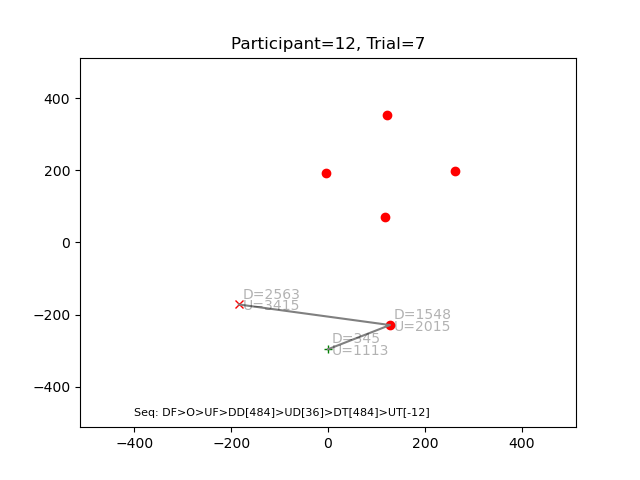 Participant=12, Trial=7
400
200
0
−200
−400
D=2563
U=3415
D=1548
U=2015
D=345
U=1113
Seq: DF>O>UF>DD[484]>UD[36]>DT[484]>UT[-12]
−400 −200 0 200 400